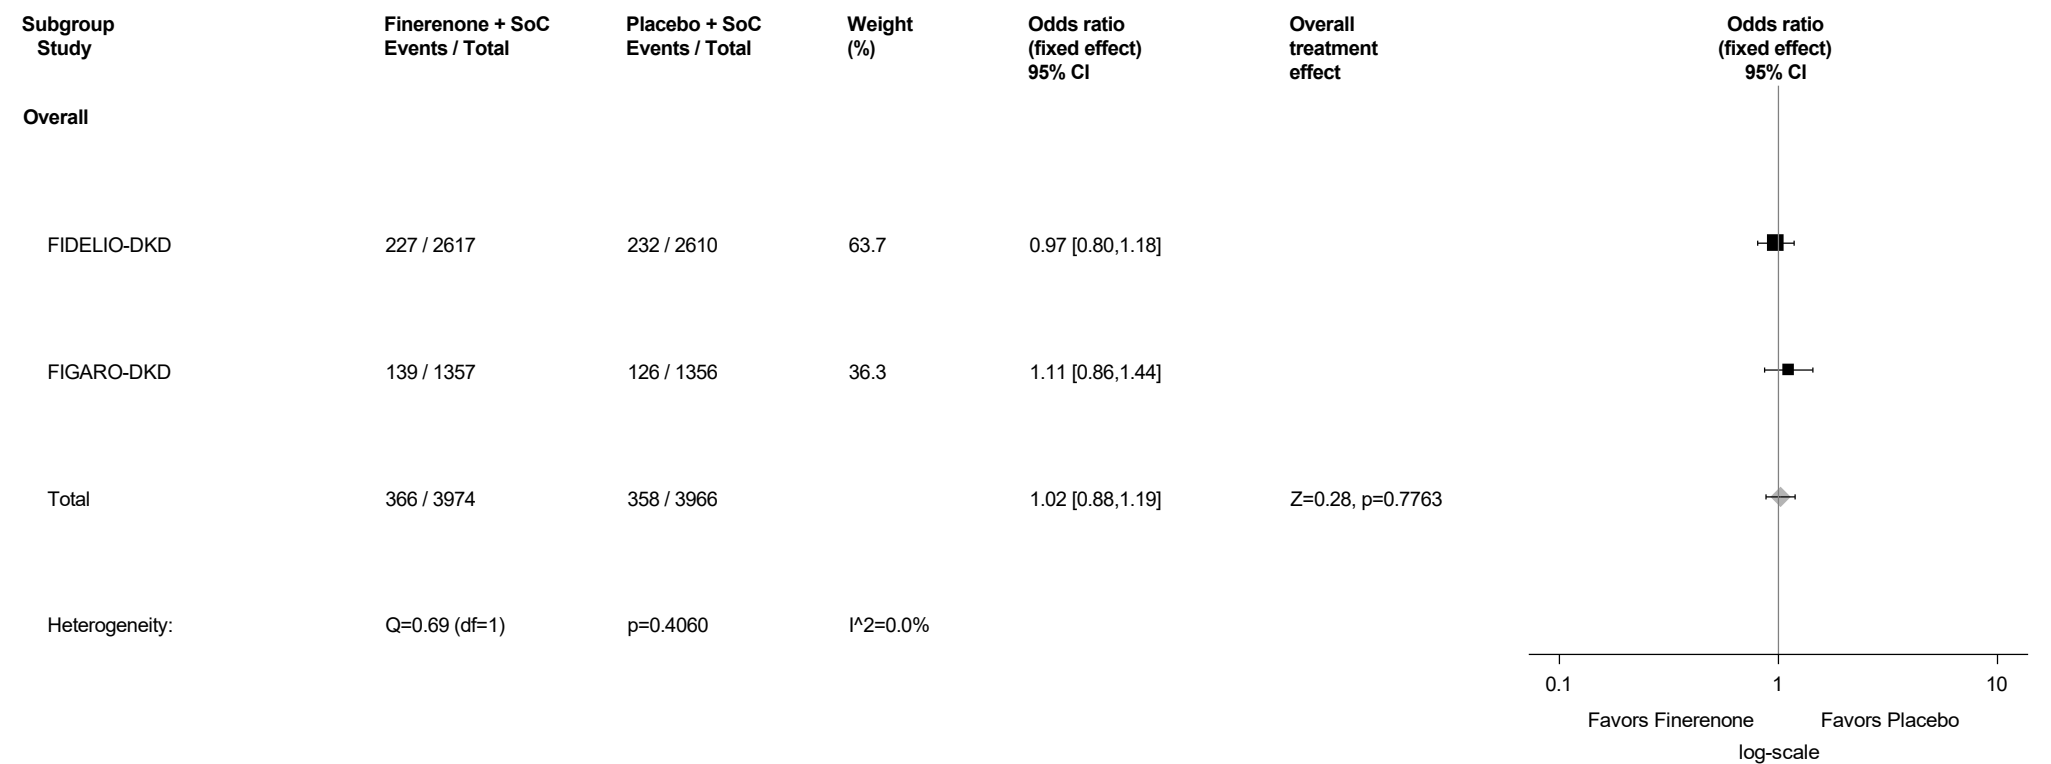 Subgroup Finerenone + SoC Placebo + SoC Weight Odds ratio Overall Odds ratio
Study Events / Total Events / Total (%) (fixed effect) treatment (fixed effect)
95% CI effect 95% CI
Overall
FIDELIO-DKD 227 / 2617 232 / 2610 63.7 0.97 [0.80,1.18]
FIGARO-DKD 139 / 1357 126 / 1356 36.3 1.11 [0.86,1.44]
Total 366 / 3974 358 / 3966 1.02 [0.88,1.19] Z=0.28, p=0.7763
Heterogeneity: Q=0.69 (df=1) p=0.4060 I^2=0.0%
0.1 1 10
Favors Finerenone Favors Placebo
log-scale